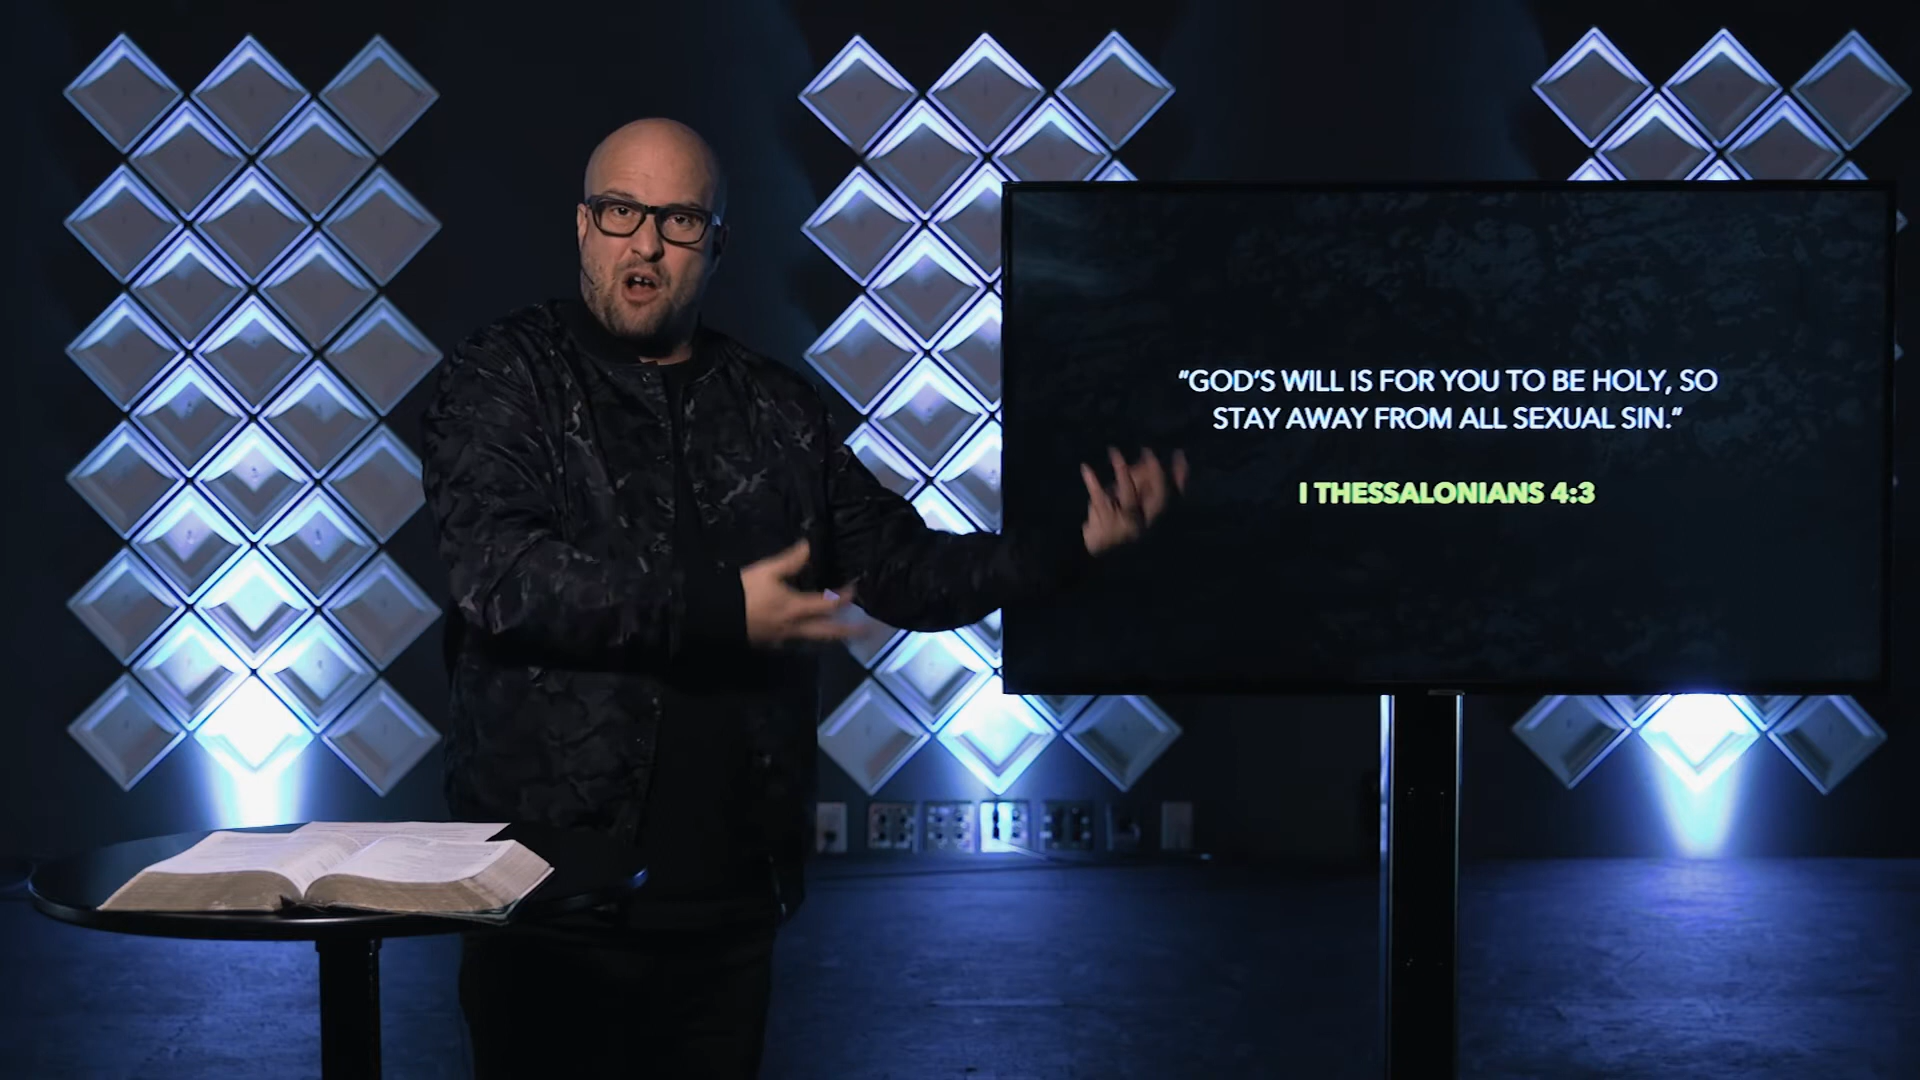 “GOD’S WILL IS FOR YOU TO BE HOLY, SO
STAY AWAY FROM ALL SEXUAL SIN.”
I THESSALONIANS 4:3